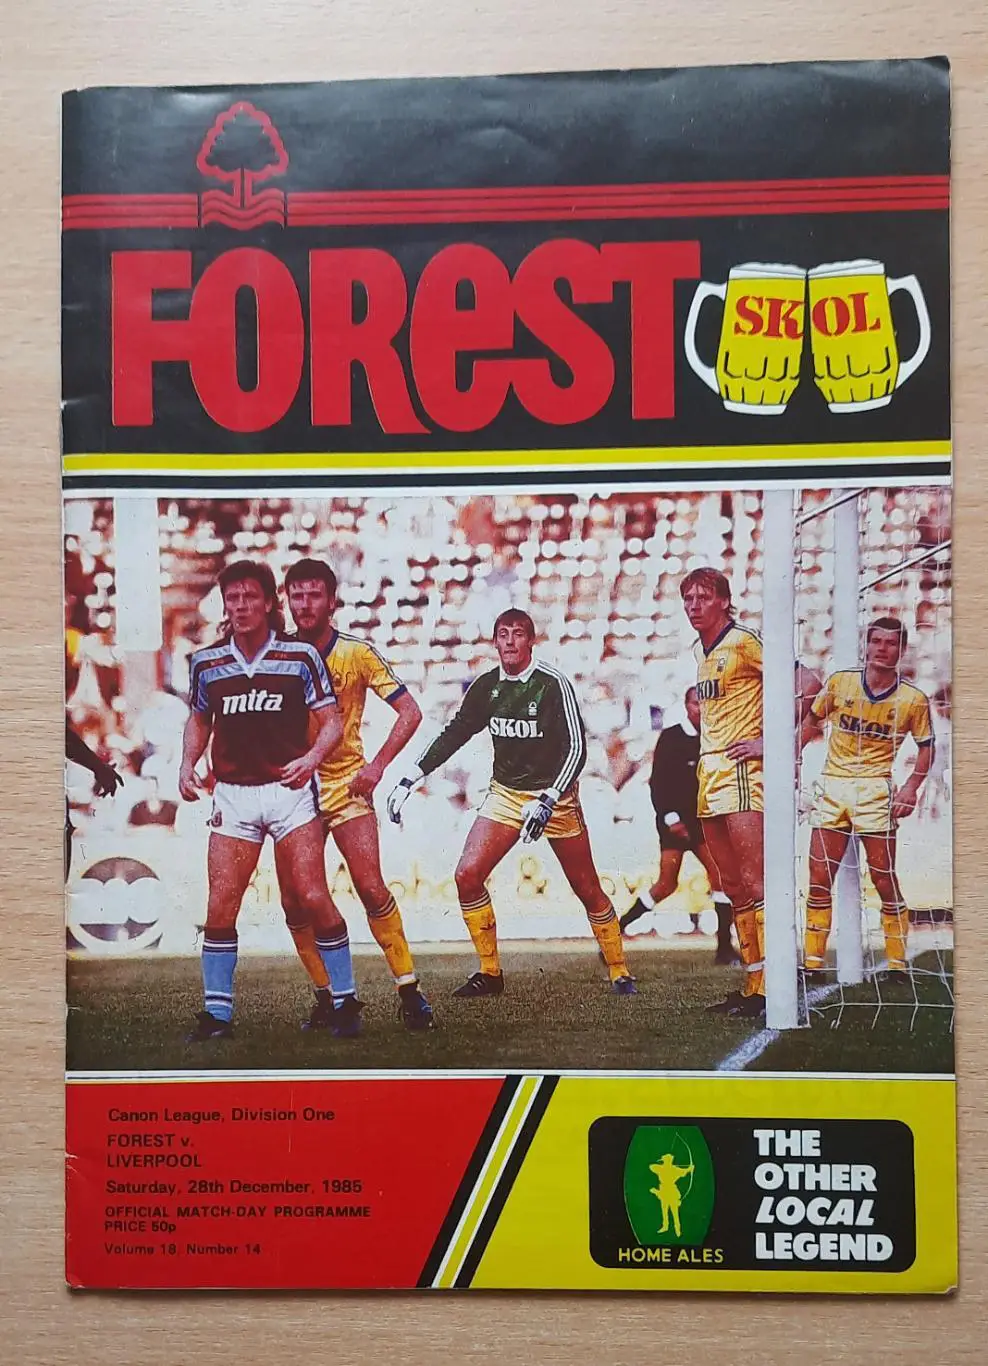 FOREST
SKOL
mita
SKOL
SKOL
SKOL
Canon League, Division One
FOREST v.
LIVERPOOL
Saturday, 28th December, 1985
OFFICIAL MATCH-DAY PROGRAMME
PRICE 50p
Volume 18, Number 14
HOME ALES
THE
OTHER
LOCAL
LEGEND